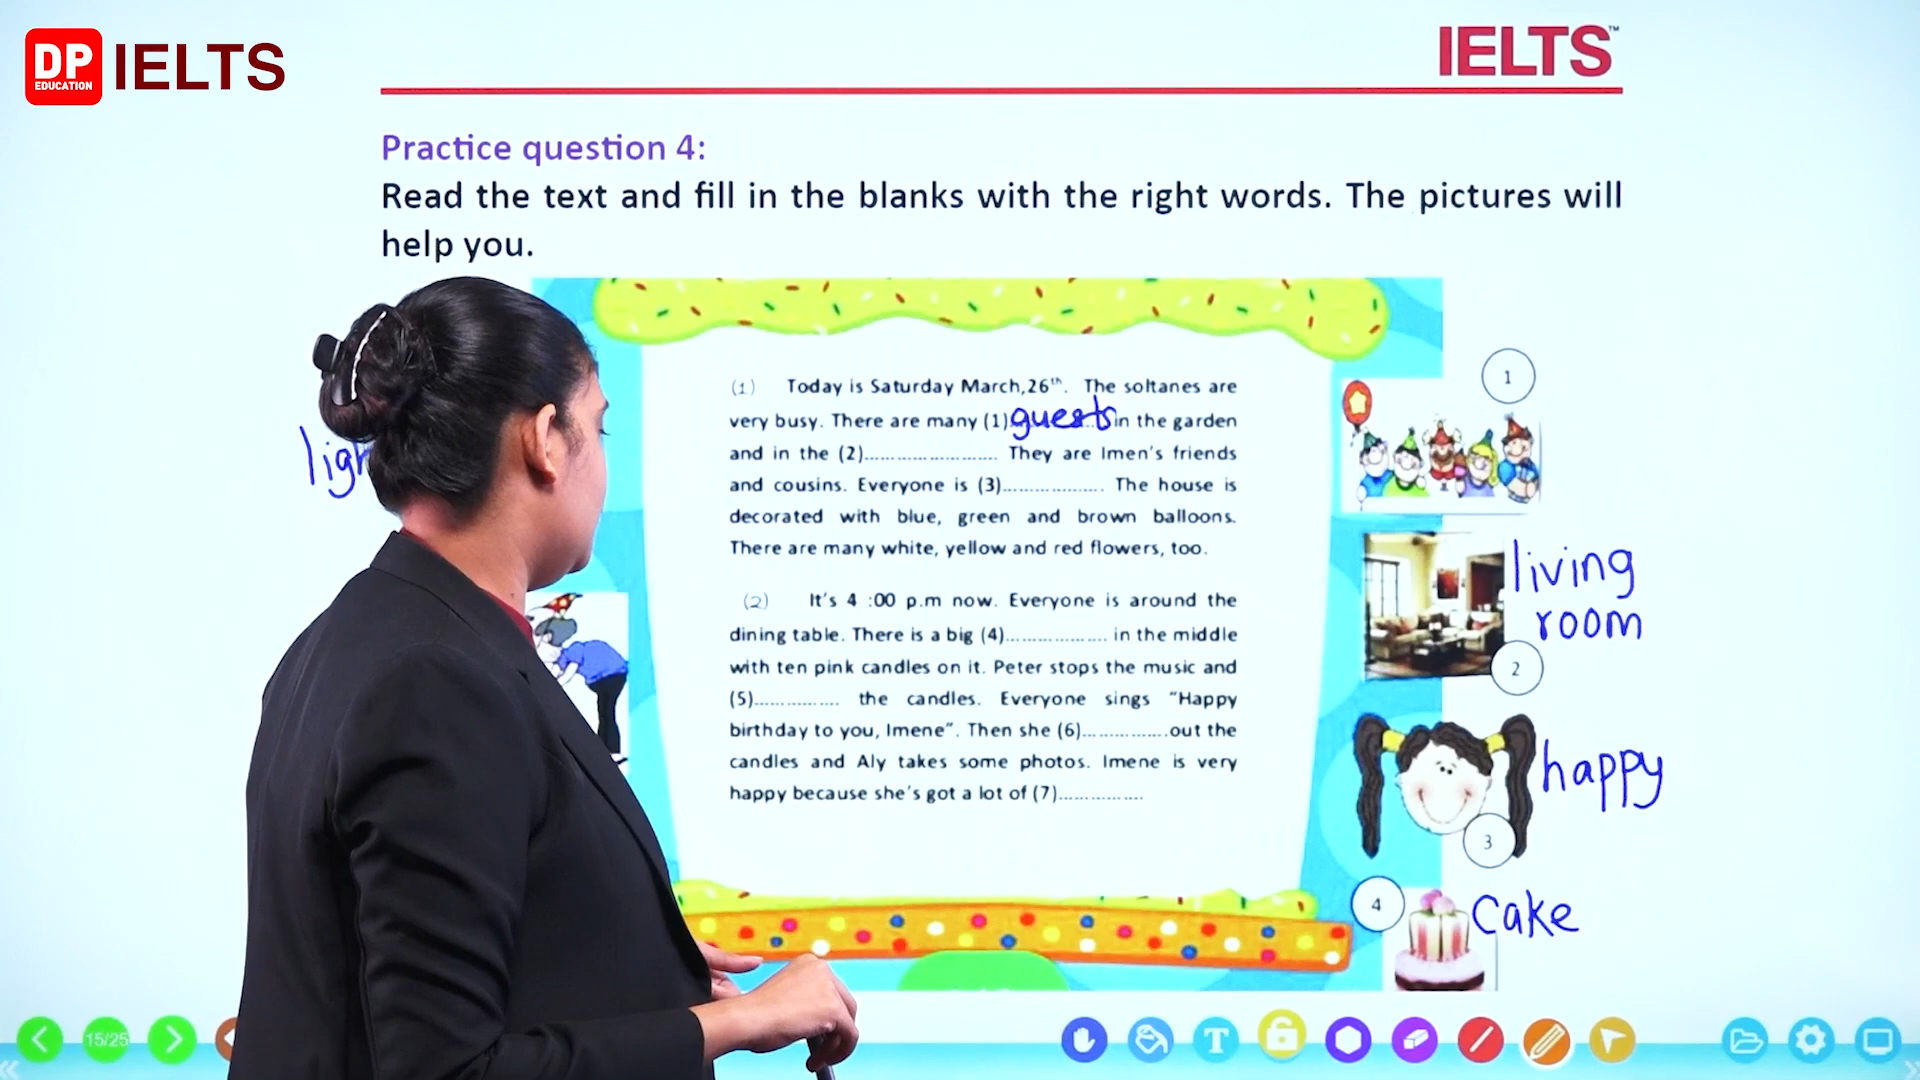 DP
EDUCATION
IELTS
IELTS™
Practice question 4:
Read the text and fill in the blanks with the right words. The pictures will
help you.
(1) Today is Saturday March,26th. The soltanes are
very busy. There are many (1) guests in the garden
and in the (2)........................ They are Imen's friends
and cousins. Everyone is (3).................. The house is
decorated with blue, green and brown balloons.
There are many white, yellow and red flowers, too.
(2) It's 4 :00 p.m now. Everyone is around the
dining table. There is a big (4).................. in the middle
with ten pink candles on it. Peter stops the music and
(5)............... the candles. Everyone sings "Happy
birthday to you, Imene". Then she (6)...............out the
candles and Aly takes some photos. Imene is very
happy because she's got a lot of (7)...............
1
living
room
2
happy
3
4
cake
15/25
T